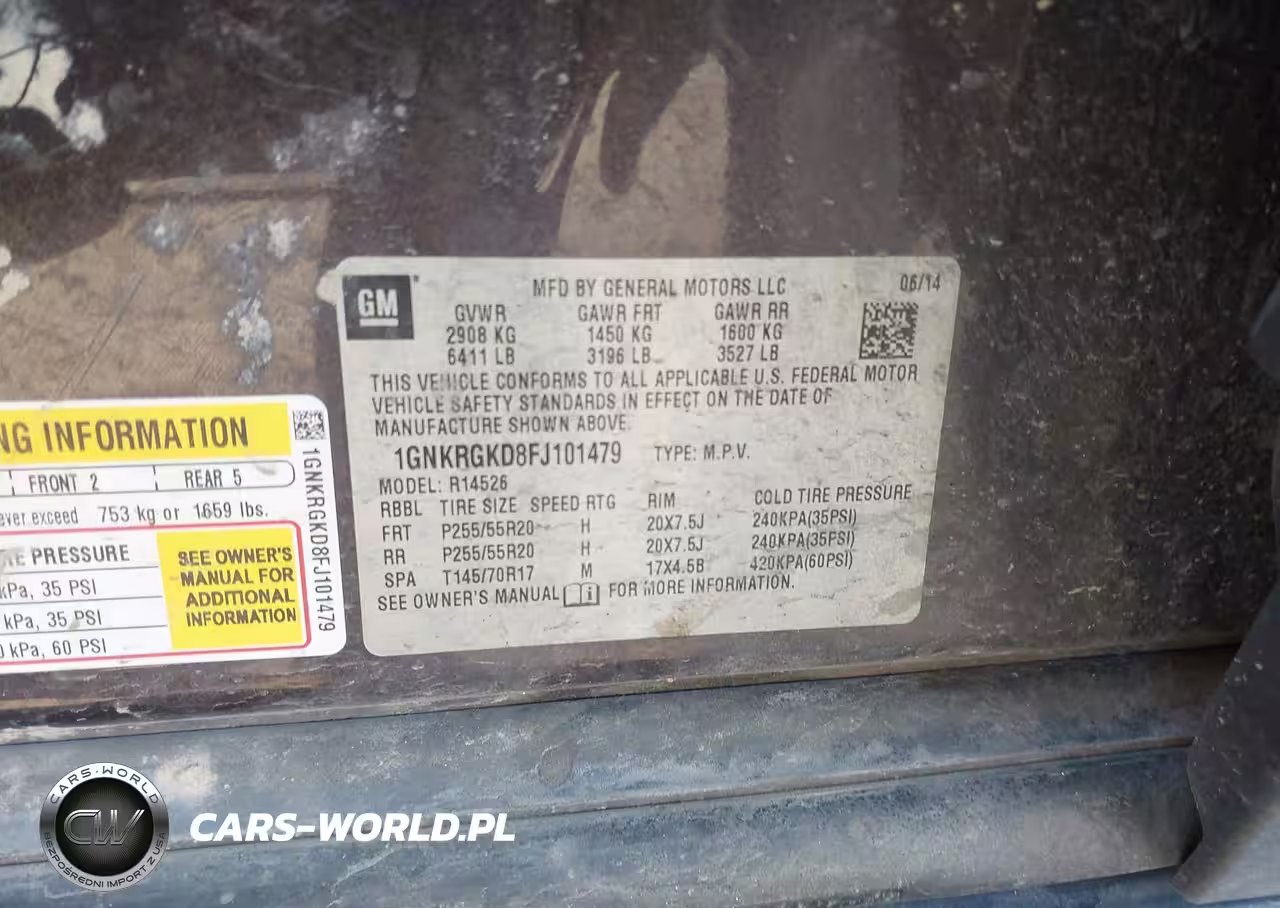 GM
MFD BY GENERAL MOTORS LLC 06/14
GVWR GAWR FRT GAWR RR
2908 KG 1450 KG 1600 KG
6411 LB 3196 LB 3527 LB
THIS VEHICLE CONFORMS TO ALL APPLICABLE U.S. FEDERAL MOTOR
VEHICLE SAFETY STANDARDS IN EFFECT ON THE DATE OF
MANUFACTURE SHOWN ABOVE.
1GNKRGKD8FJ101479 TYPE: M.P.V.
MODEL: R14526
RBBL TIRE SIZE SPEED RTG RIM COLD TIRE PRESSURE
FRT P255/55R20 H 20X7.5J 240KPA(35PSI)
RR P255/55R20 H 20X7.5J 240KPA(35PSI)
SPA T145/70R17 M 17X4.5B 420KPA(60PSI)
SEE OWNER'S MANUAL FOR MORE INFORMATION.
NG INFORMATION
FRONT 2 REAR 5
ever exceed 753 kg or 1659 lbs.
RE PRESSURE
kPa, 35 PSI
kPa, 35 PSI
0 kPa, 60 PSI
SEE OWNER'S
MANUAL FOR
ADDITIONAL
INFORMATION
1GNKRGKD8FJ101479
CARS-WORLD
CW
BEZPOŚREDNI IMPORT Z USA
CARS-WORLD.PL